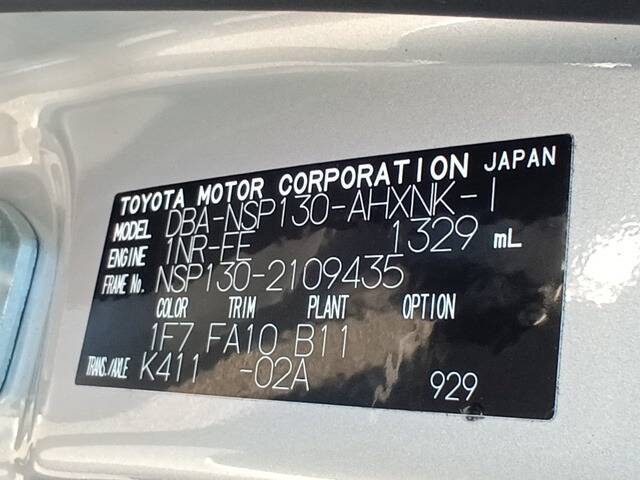 TOYOTA MOTOR CORPORATION JAPAN
MODEL DBA-NSP130-AHXNK-I
ENGINE 1NR-FE 1329 mL
FRAME No. NSP130-2109435
COLOR TRIM PLANT OPTION
1F7 FA10 B11
TRANS./AXLE K411 -02A 929